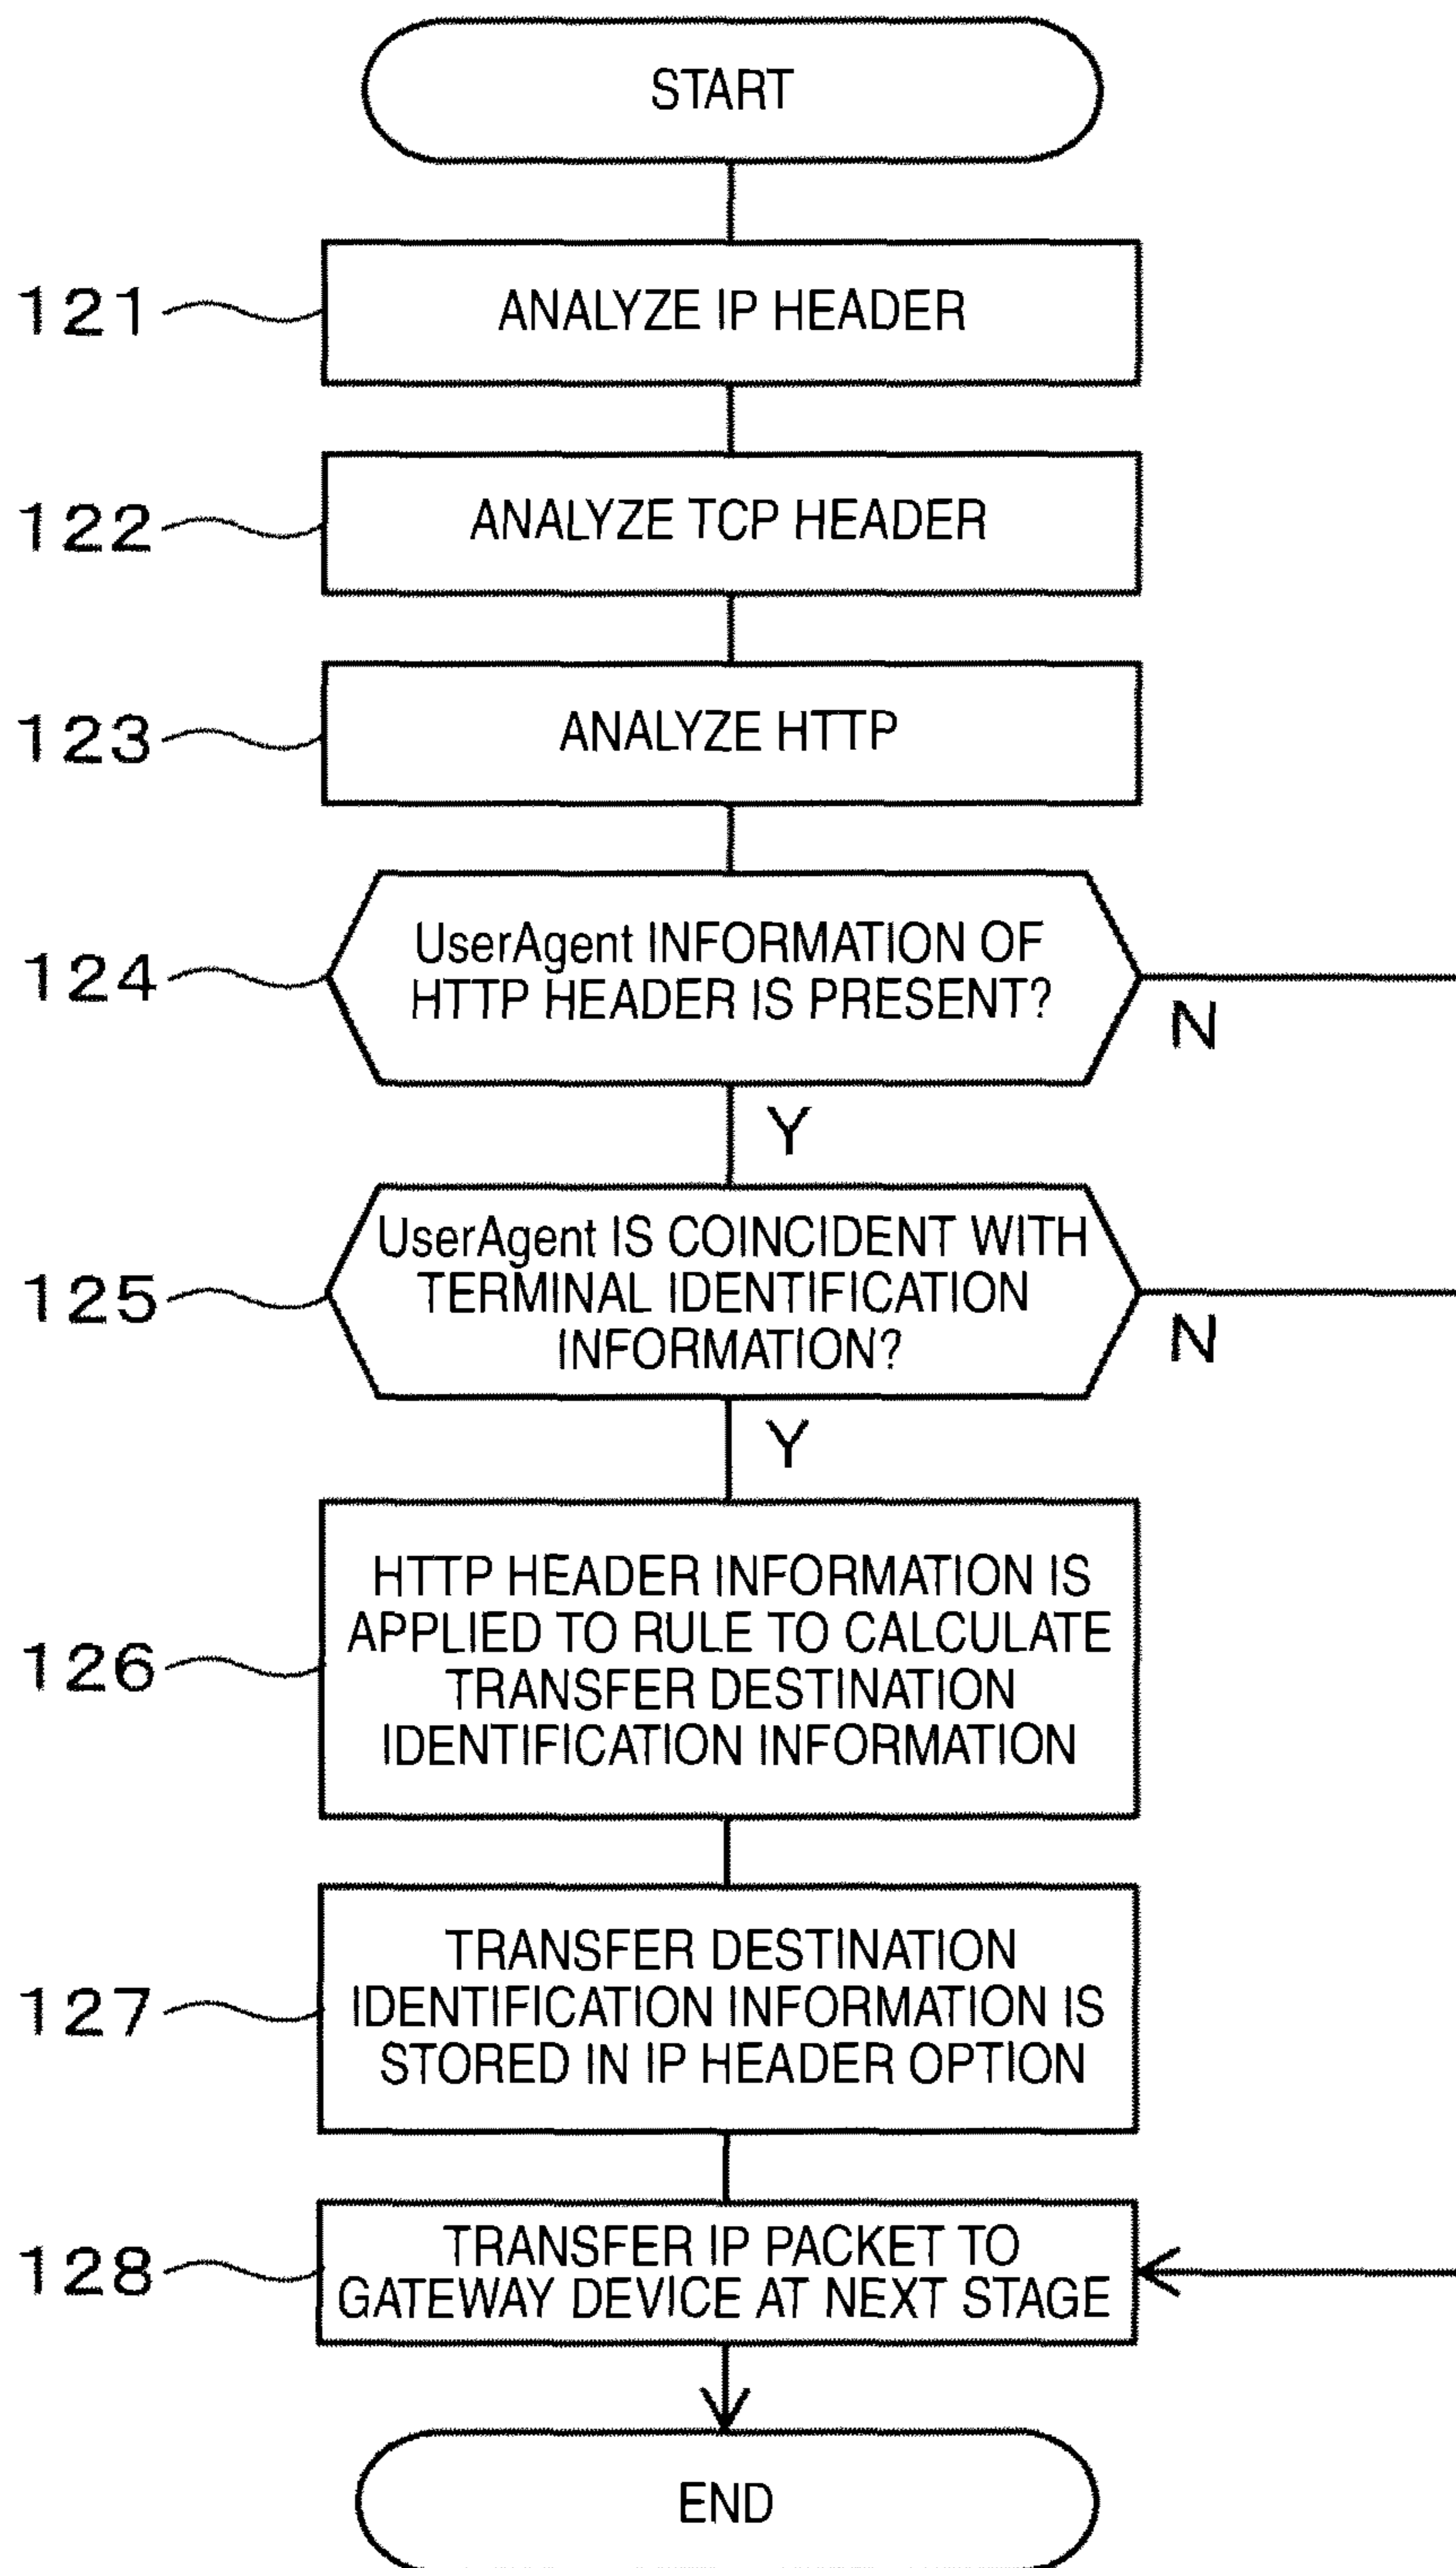 START
121
ANALYZE IP HEADER
122
ANALYZE TCP HEADER
123
ANALYZE HTTP
124
UserAgent INFORMATION OF
HTTP HEADER IS PRESENT?
N
Y
125
UserAgent IS COINCIDENT WITH
TERMINAL IDENTIFICATION
INFORMATION?
N
Y
126
HTTP HEADER INFORMATION IS
APPLIED TO RULE TO CALCULATE
TRANSFER DESTINATION
IDENTIFICATION INFORMATION
127
TRANSFER DESTINATION
IDENTIFICATION INFORMATION IS
STORED IN IP HEADER OPTION
128
TRANSFER IP PACKET TO
GATEWAY DEVICE AT NEXT STAGE
END